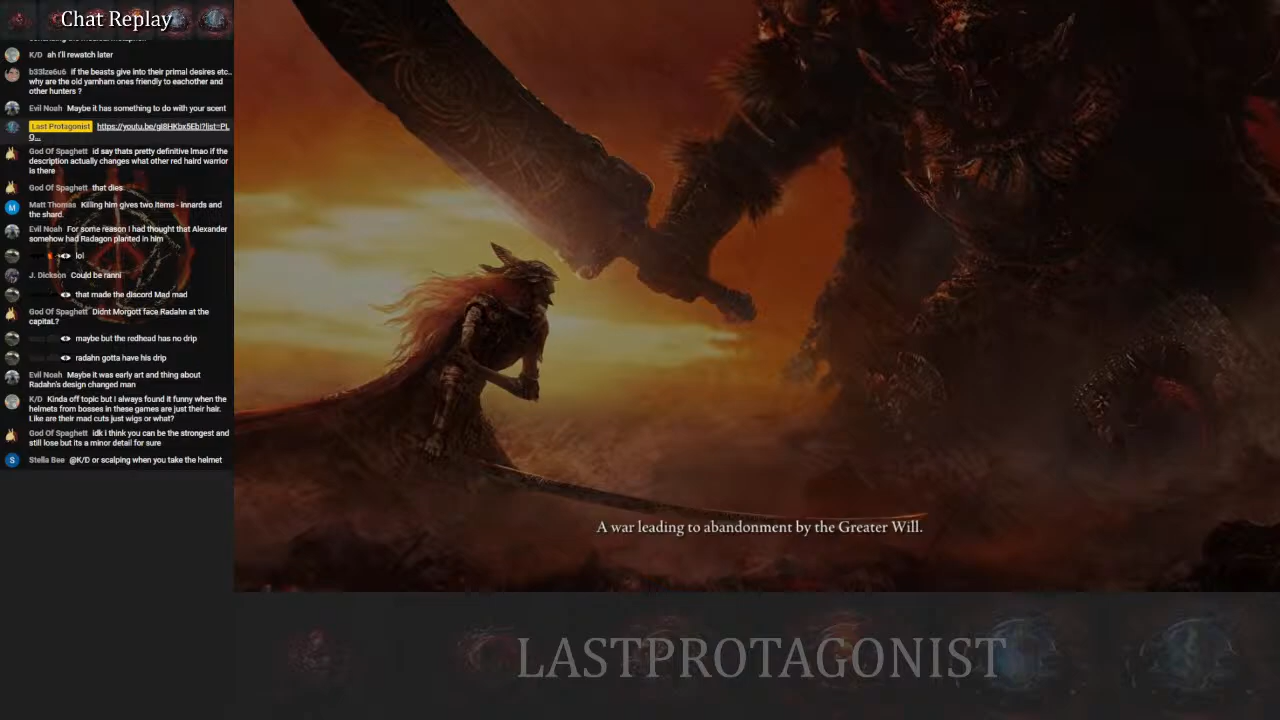 Chat Replay
K/D ah I'll rewatch later
b33lze6u6 if the beasts give into their primal desires etc..
why are the old yarnham ones friendly to eachother and
other hunters ?
Evil Noah Maybe it has something to do with your scent
Last Protagonist https://youtu.be/gI8HKbx5EbI?list=PL
God Of Spaghett id say thats pretty definitive lmao if the
description actually changes what other red haird warrior
is there
God Of Spaghett that dies
Matt Thomas Killing him gives two items - innards and
the shard.
Evil Noah For some reason I had thought that Alexander
somehow had Radagon planted in him
lol
J. Dickson Could be ranni
that made the discord Mad mad
God Of Spaghett Didnt Morgott face Radahn at the
capitaL?
maybe but the redhead has no drip
radahn gotta have his drip
Evil Noah Maybe it was early art and thing about
Radahn's design changed man
K/D Kinda off topic but I always found it funny when the
helmets from bosses in these games are just their hair.
Like are their mad cuts just wigs or what?
God Of Spaghett idk i think you can be the strongest and
still lose but its a minor detail for sure
Stella Bee @K/D or scalping when you take the helmet
A war leading to abandonment by the Greater Will.
LASTPROTAGONIST